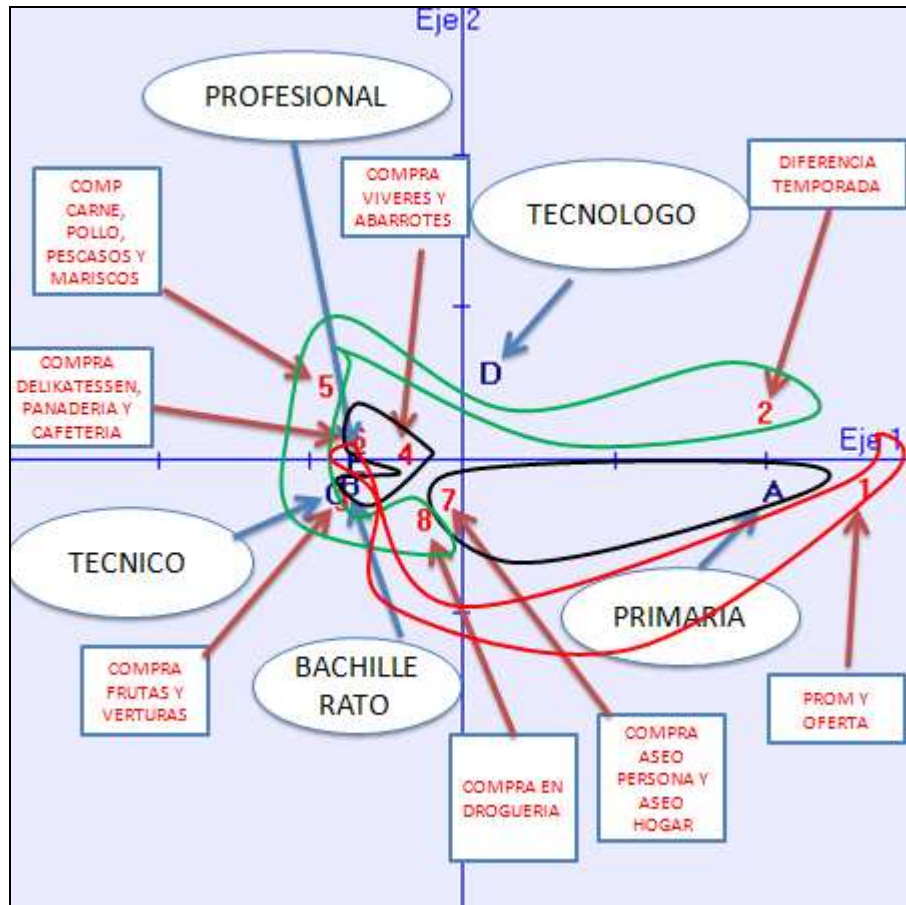 Eje 2
PROFESIONAL
COMPRA
VIVERES Y
ABARROTES
DIFERENCIA
TEMPORADA
COMP
CARNE,
POLLO,
PESCASOS Y
MARISCOS
TECNOLOGO
COMPRA
DELIKATESSEN,
PANADERIA Y
CAFETERIA
D
5
2
4
Eje 1
7
A
1
8
B
C
TECNICO
PRIMARIA
BACHILLE
RATO
COMPRA
FRUTAS Y
VERTURAS
PROM Y
OFERTA
COMPRA
ASEO
PERSONA Y
ASEO
HOGAR
COMPRA EN
DROGUERIA